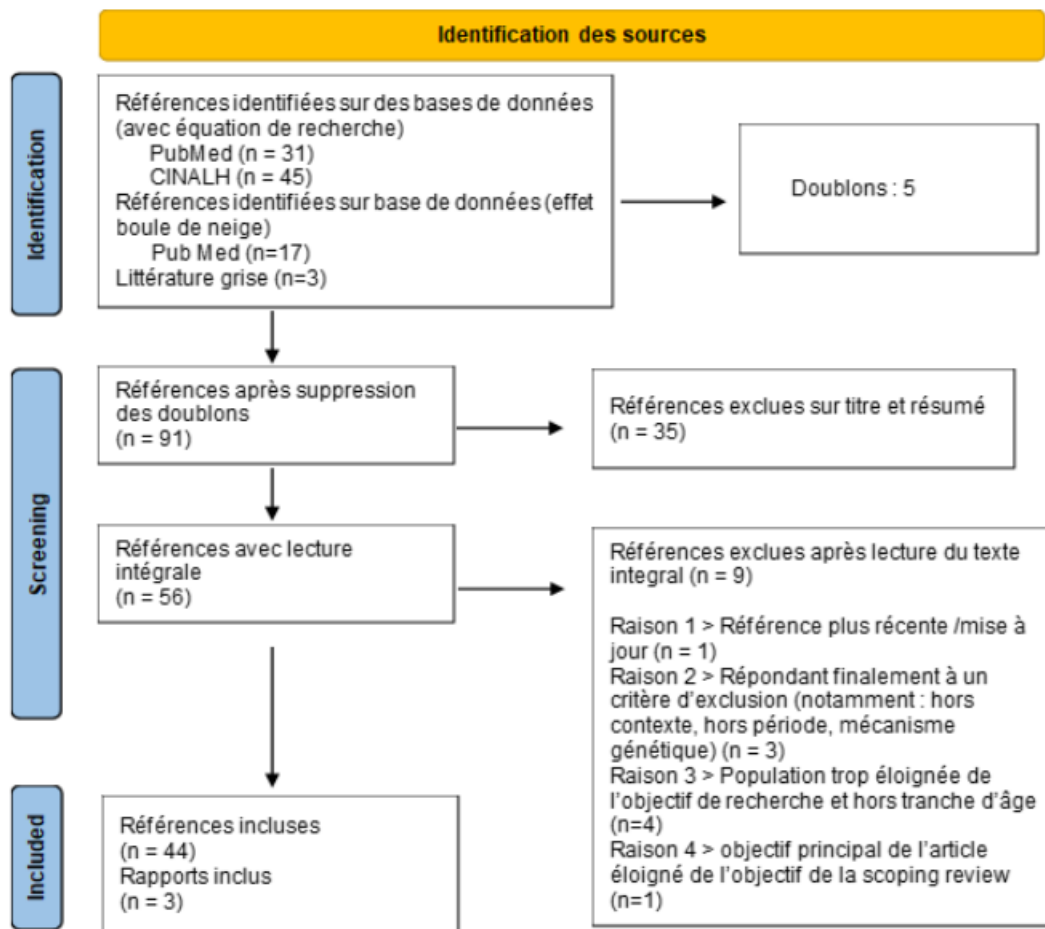 Identification des sources
Identification
Références identifiées sur des bases de données
(avec équation de recherche)
PubMed (n = 31)
CINALH (n = 45)
Références identifiées sur base de données (effet
boule de neige)
Pub Med (n=17)
Littérature grise (n=3)
Doublons : 5
Screening
Références après suppression
des doublons
(n = 91)
Références exclues sur titre et résumé
(n = 35)
Références avec lecture
intégrale
(n = 56)
Références exclues après lecture du texte
integral (n = 9)
Raison 1 > Référence plus récente /mise à
jour (n = 1)
Raison 2 > Répondant finalement à un
critère d'exclusion (notamment : hors
contexte, hors période, mécanisme
génétique) (n = 3)
Raison 3 > Population trop éloignée de
l'objectif de recherche et hors tranche d'âge
(n=4)
Raison 4 > objectif principal de l'article
éloigné de l'objectif de la scoping review
(n=1)
Included
Références incluses
(n = 44)
Rapports inclus
(n = 3)